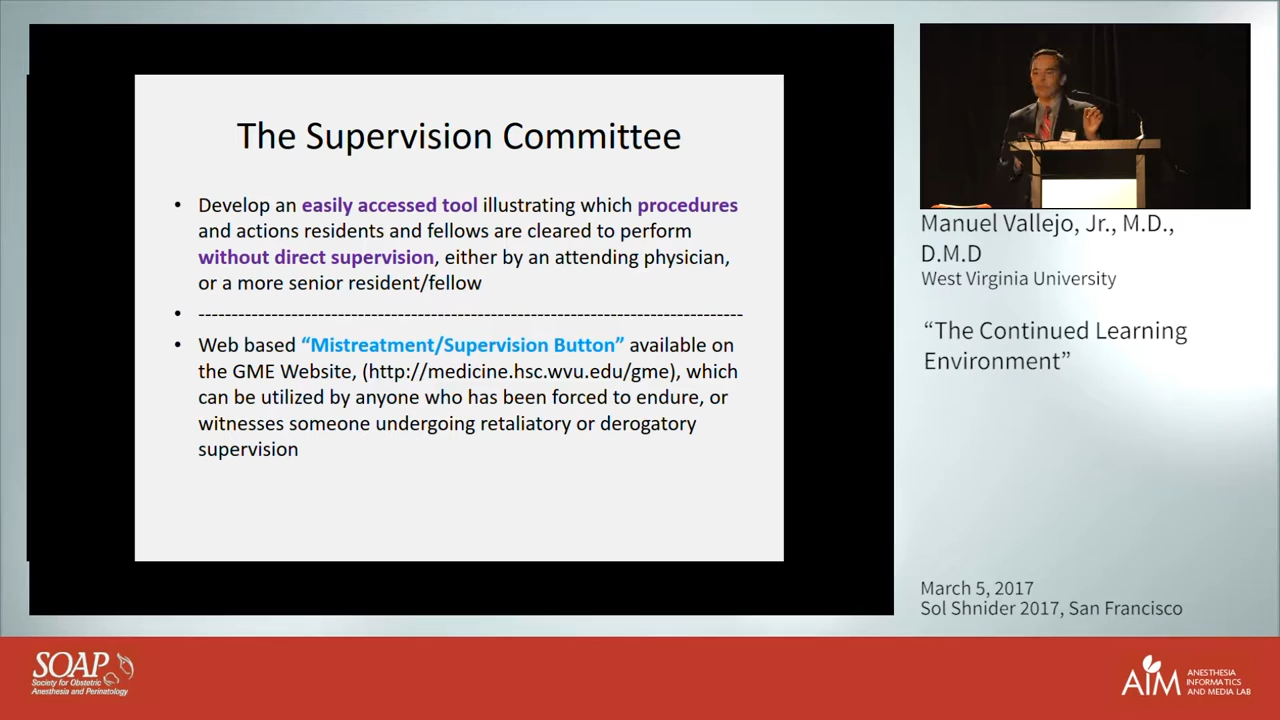 The Supervision Committee
• Develop an easily accessed tool illustrating which procedures
and actions residents and fellows are cleared to perform
without direct supervision, either by an attending physician,
or a more senior resident/fellow
• ------------------------------------------------------------------------------------
• Web based “Mistreatment/Supervision Button” available on
the GME Website, (http://medicine.hsc.wvu.edu/gme), which
can be utilized by anyone who has been forced to endure, or
witnesses someone undergoing retaliatory or derogatory
supervision
Manuel Vallejo, Jr., M.D.,
D.M.D
West Virginia University
“The Continued Learning
Environment”
March 5, 2017
Sol Shnider 2017, San Francisco
SOAP
Society for Obstetric
Anesthesia and Perinatology
AIM
ANESTHESIA
INFORMATICS
AND MEDIA LAB